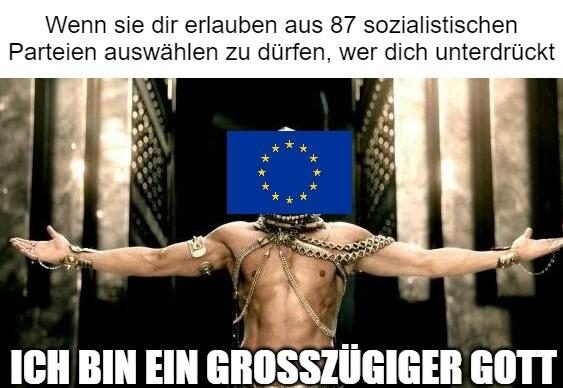 Wenn sie dir erlauben aus 87 sozialistischen
Parteien auswählen zu dürfen, wer dich unterdrückt
ICH BIN EIN GROSSZÜGIGER GOTT